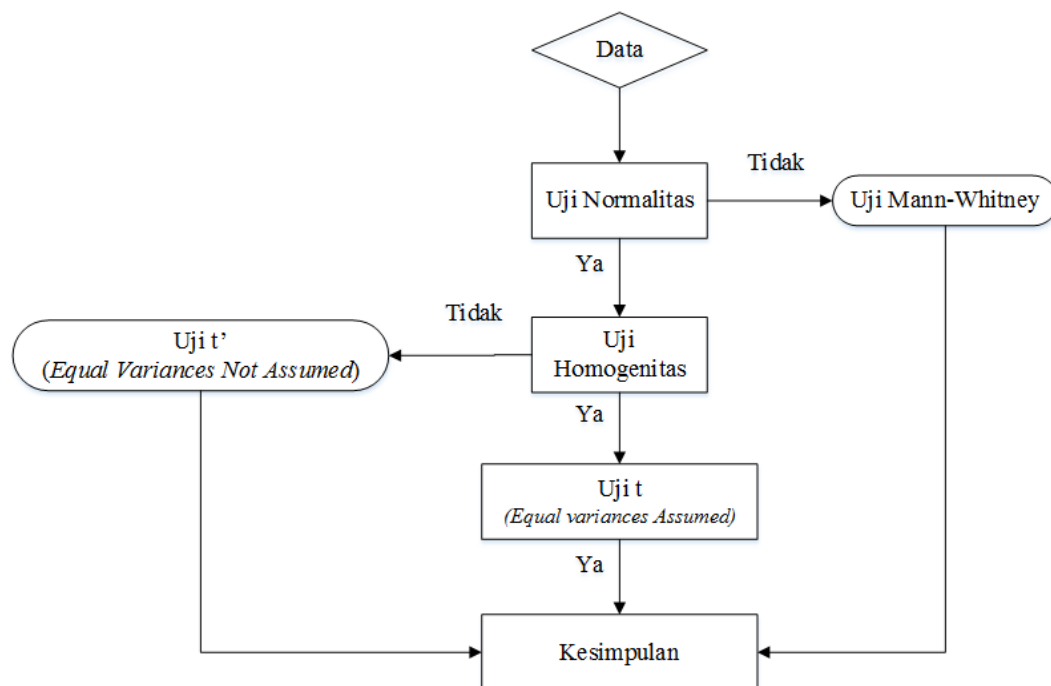 Data
Tidak
Uji Normalitas
Uji Mann-Whitney
Ya
Tidak
Uji t’
(Equal Variances Not Assumed)
Uji
Homogenitas
Ya
Uji t
(Equal variances Assumed)
Ya
Kesimpulan